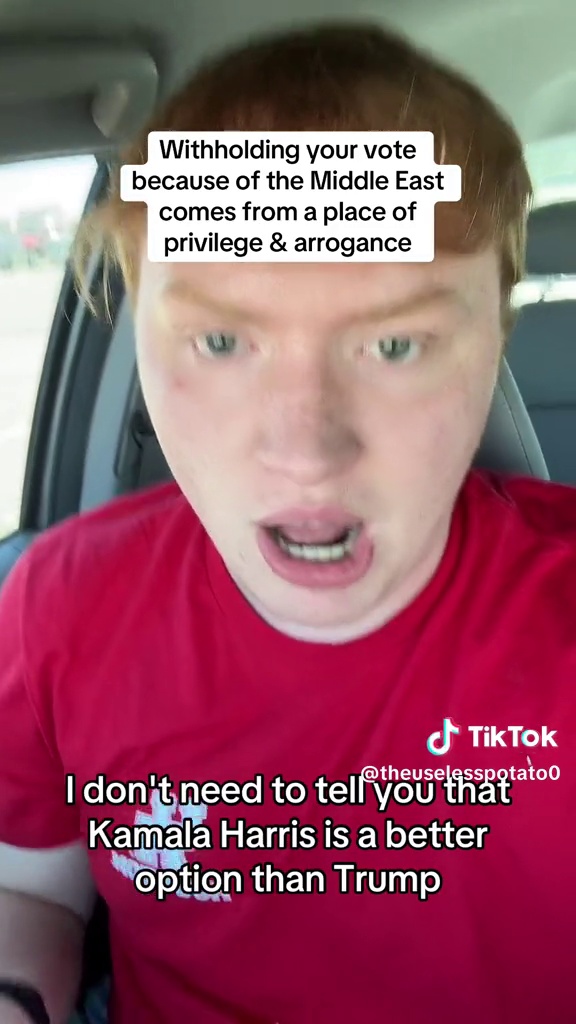 Withholding your vote
because of the Middle East
comes from a place of
privilege & arrogance
TikTok
@theuselesspotato0
I don't need to tell you that
Kamala Harris is a better
option than Trump